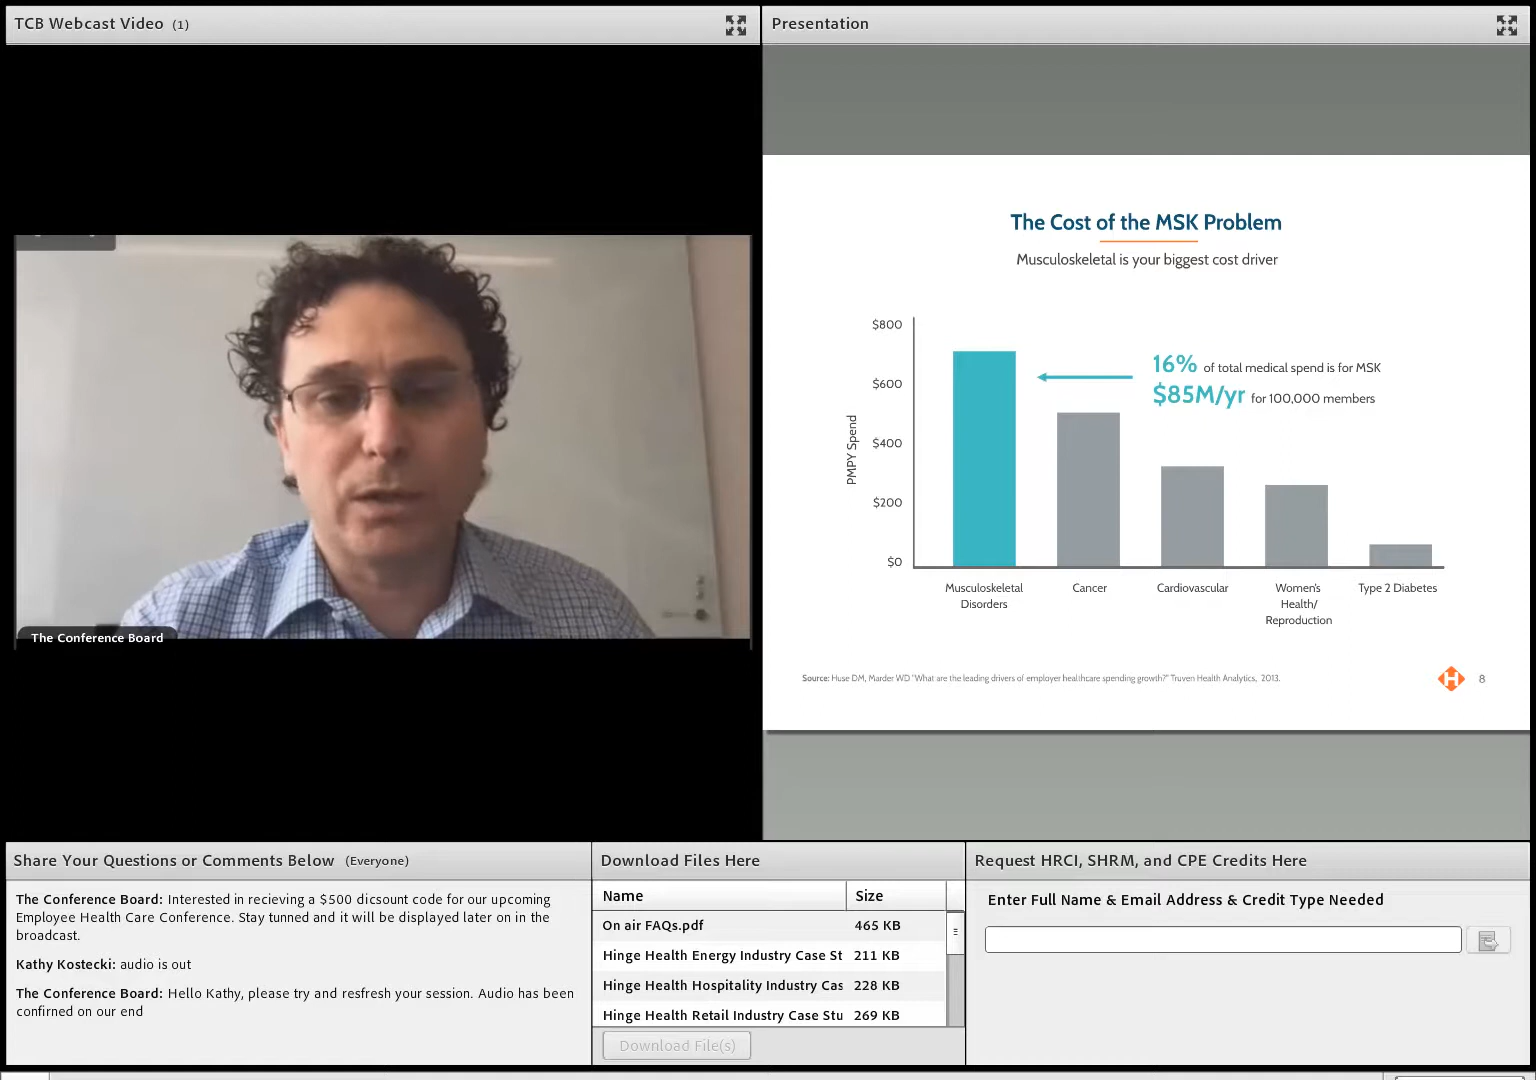 TCB Webcast Video (1)
Presentation
The Conference Board
The Cost of the MSK Problem
Musculoskeletal is your biggest cost driver
PMPY Spend
$800
$600
$400
$200
$0
16% of total medical spend is for MSK
$85M/yr for 100,000 members
Musculoskeletal
Disorders
Cancer
Cardiovascular
Women's
Health/
Reproduction
Type 2 Diabetes
Source: Huse DM, Marder WD "What are the leading drivers of employer healthcare spending growth?" Truven Health Analytics, 2013.
H
8
Share Your Questions or Comments Below (Everyone)
The Conference Board: Interested in recieving a $500 dicsount code for our upcoming
Employee Health Care Conference. Stay tunned and it will be displayed later on in the
broadcast.
Kathy Kostecki: audio is out
The Conference Board: Hello Kathy, please try and resfresh your session. Audio has been
confirned on our end
Download Files Here
Name Size
On air FAQs.pdf 465 KB
Hinge Health Energy Industry Case St 211 KB
Hinge Health Hospitality Industry Cas 228 KB
Hinge Health Retail Industry Case Stu 269 KB
Download File(s)
Request HRCI, SHRM, and CPE Credits Here
Enter Full Name & Email Address & Credit Type Needed